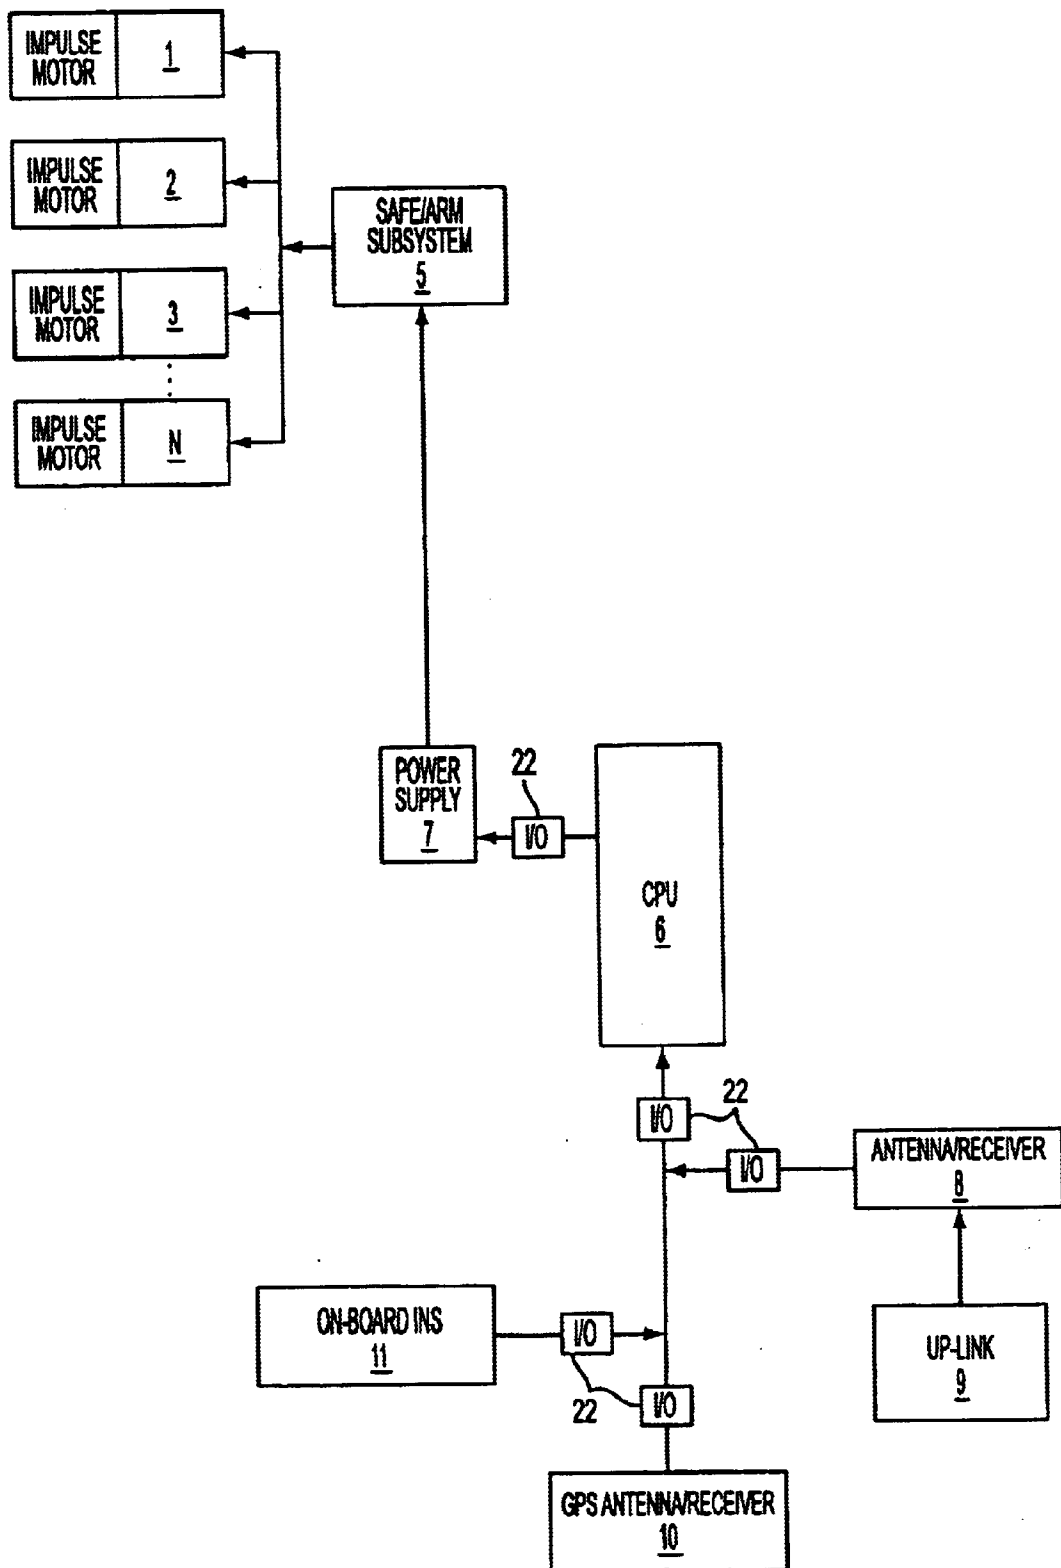 IMPULSE
MOTOR
1
IMPULSE
MOTOR
2
SAFE/ARM
SUBSYSTEM
5
IMPULSE
MOTOR
3
IMPULSE
MOTOR
N
POWER
SUPPLY
7
22
I/O
CPU
6
I/O
22
I/O
ANTENNA/RECEIVER
8
ON-BOARD INS
11
I/O
22
I/O
UP-LINK
9
GPS ANTENNA/RECEIVER
10